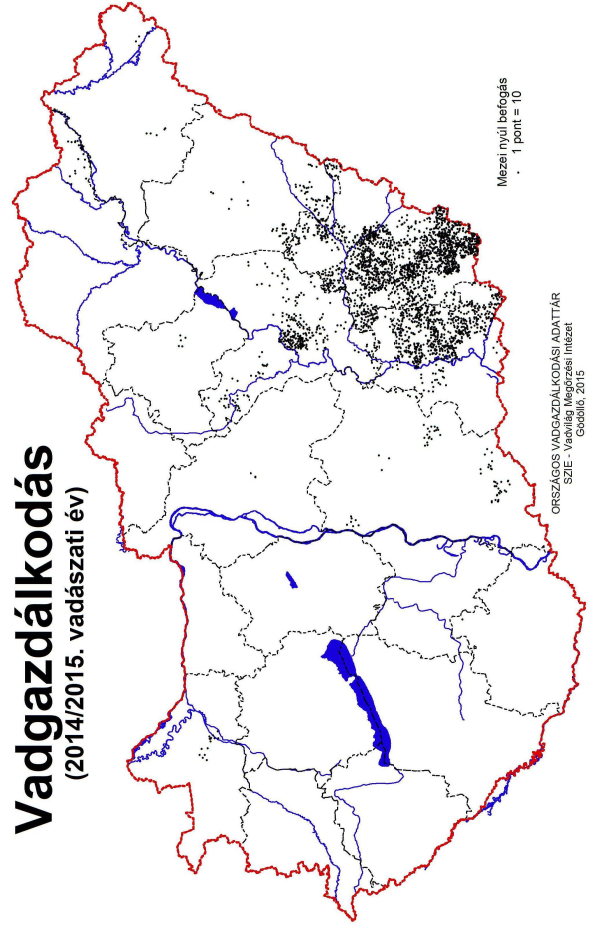 Vadgazdálkodás
(2014/2015. vadászati év)
Mezei nyúl befogás
· 1 pont = 10
ORSZÁGOS VADGAZDÁLKODÁSI ADATTÁR
SZIE - Vadvilág Megőrzési Intézet
Gödöllő, 2015